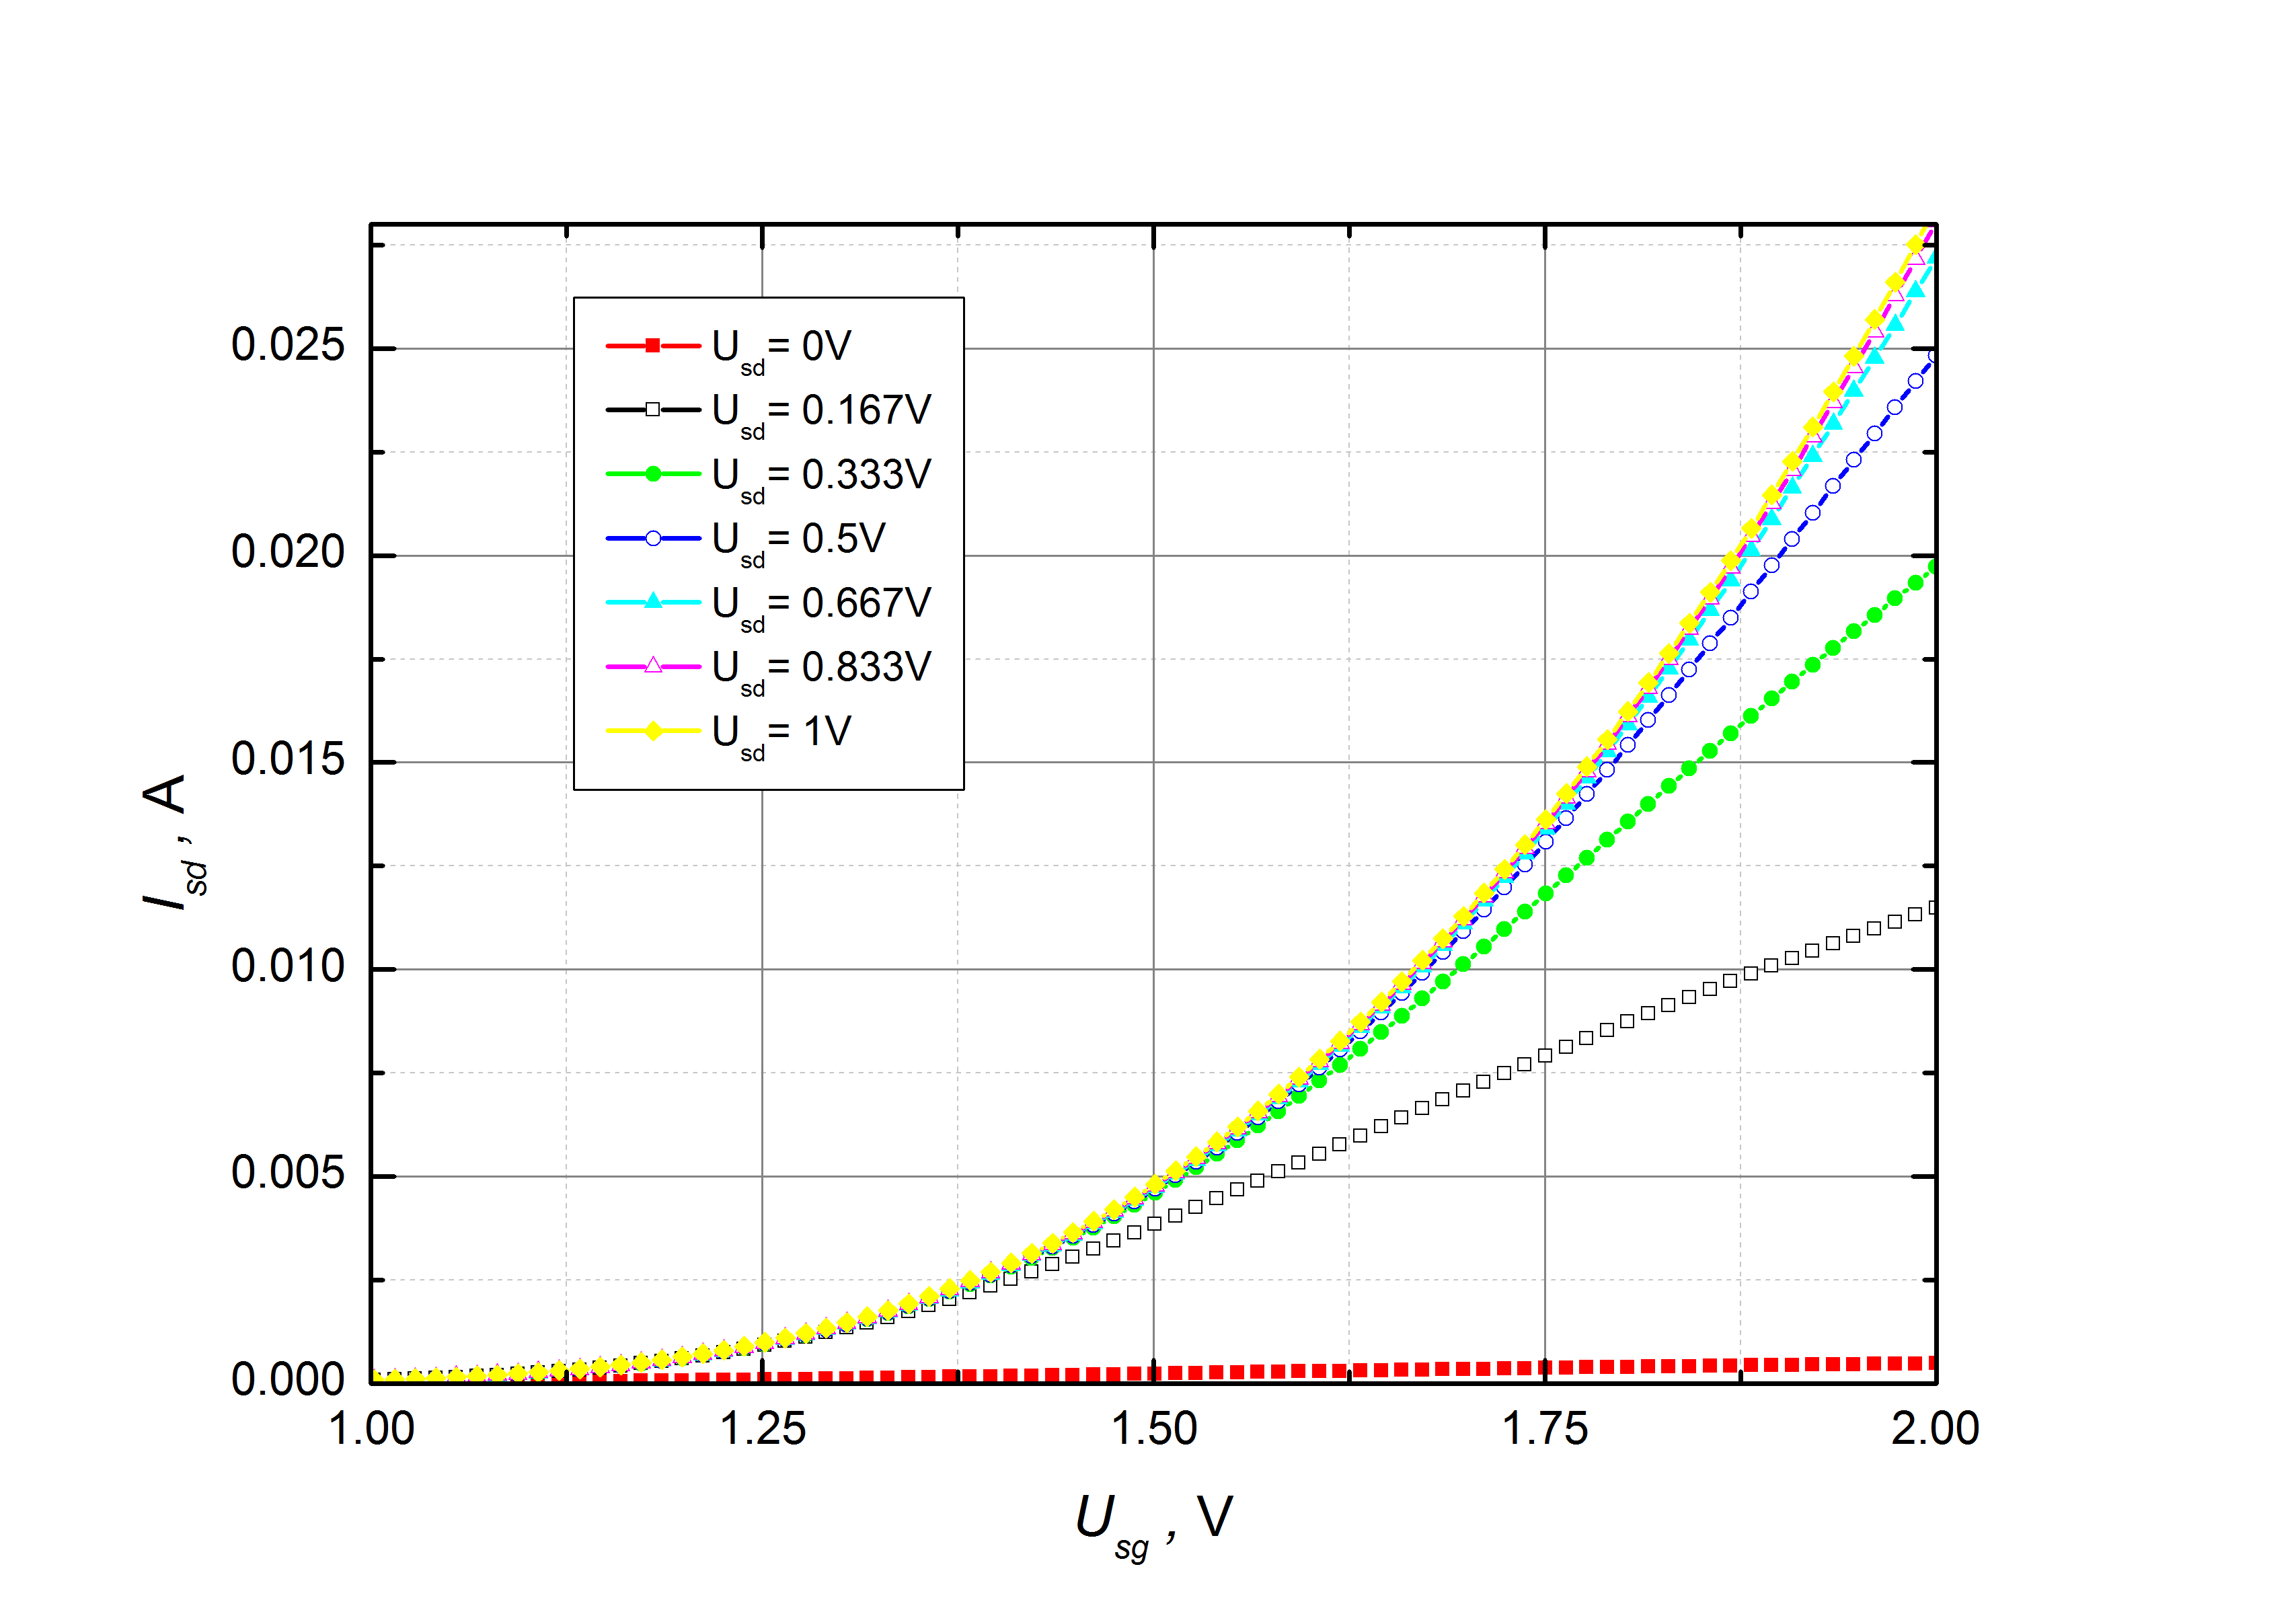 U_sd = 0V
U_sd = 0.167V
U_sd = 0.333V
U_sd = 0.5V
U_sd = 0.667V
U_sd = 0.833V
U_sd = 1V
0.025
0.020
0.015
0.010
0.005
0.000
I_sd , A
1.00 1.25 1.50 1.75 2.00
U_sg , V